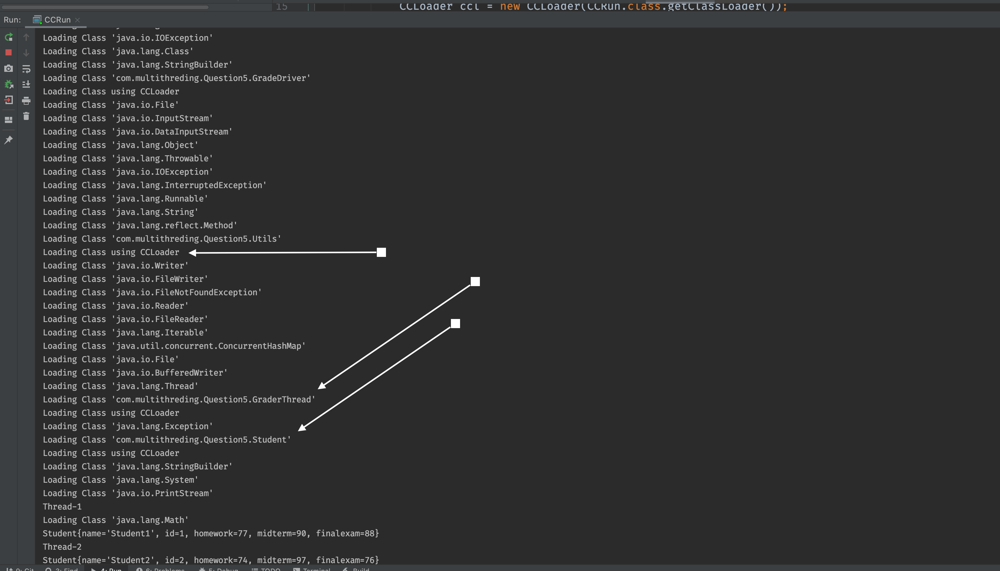 15 CCLoader ccl = new CCLoader(CCRun.class.getClassLoader());
Run: CCRun
Loading Class 'java.io.IOException'
Loading Class 'java.lang.Class'
Loading Class 'java.lang.StringBuilder'
Loading Class 'com.multithreding.Question5.GradeDriver'
Loading Class using CCLoader
Loading Class 'java.io.File'
Loading Class 'java.io.InputStream'
Loading Class 'java.io.DataInputStream'
Loading Class 'java.lang.Object'
Loading Class 'java.lang.Throwable'
Loading Class 'java.io.IOException'
Loading Class 'java.lang.InterruptedException'
Loading Class 'java.lang.Runnable'
Loading Class 'java.lang.String'
Loading Class 'java.lang.reflect.Method'
Loading Class 'com.multithreding.Question5.Utils'
Loading Class using CCLoader
Loading Class 'java.io.Writer'
Loading Class 'java.io.FileWriter'
Loading Class 'java.io.FileNotFoundException'
Loading Class 'java.io.Reader'
Loading Class 'java.io.FileReader'
Loading Class 'java.lang.Iterable'
Loading Class 'java.util.concurrent.ConcurrentHashMap'
Loading Class 'java.io.File'
Loading Class 'java.io.BufferedWriter'
Loading Class 'java.lang.Thread'
Loading Class 'com.multithreding.Question5.GraderThread'
Loading Class using CCLoader
Loading Class 'java.lang.Exception'
Loading Class 'com.multithreding.Question5.Student'
Loading Class using CCLoader
Loading Class 'java.lang.StringBuilder'
Loading Class 'java.lang.System'
Loading Class 'java.io.PrintStream'
Thread-1
Loading Class 'java.lang.Math'
Student{name='Student1', id=1, homework=77, midterm=90, finalexam=88}
Thread-2
Student{name='Student2', id=2, homework=74, midterm=97, finalexam=76}
9: Git 3: Find 4: Run 6: Problems 5: Debug TODO Terminal Build